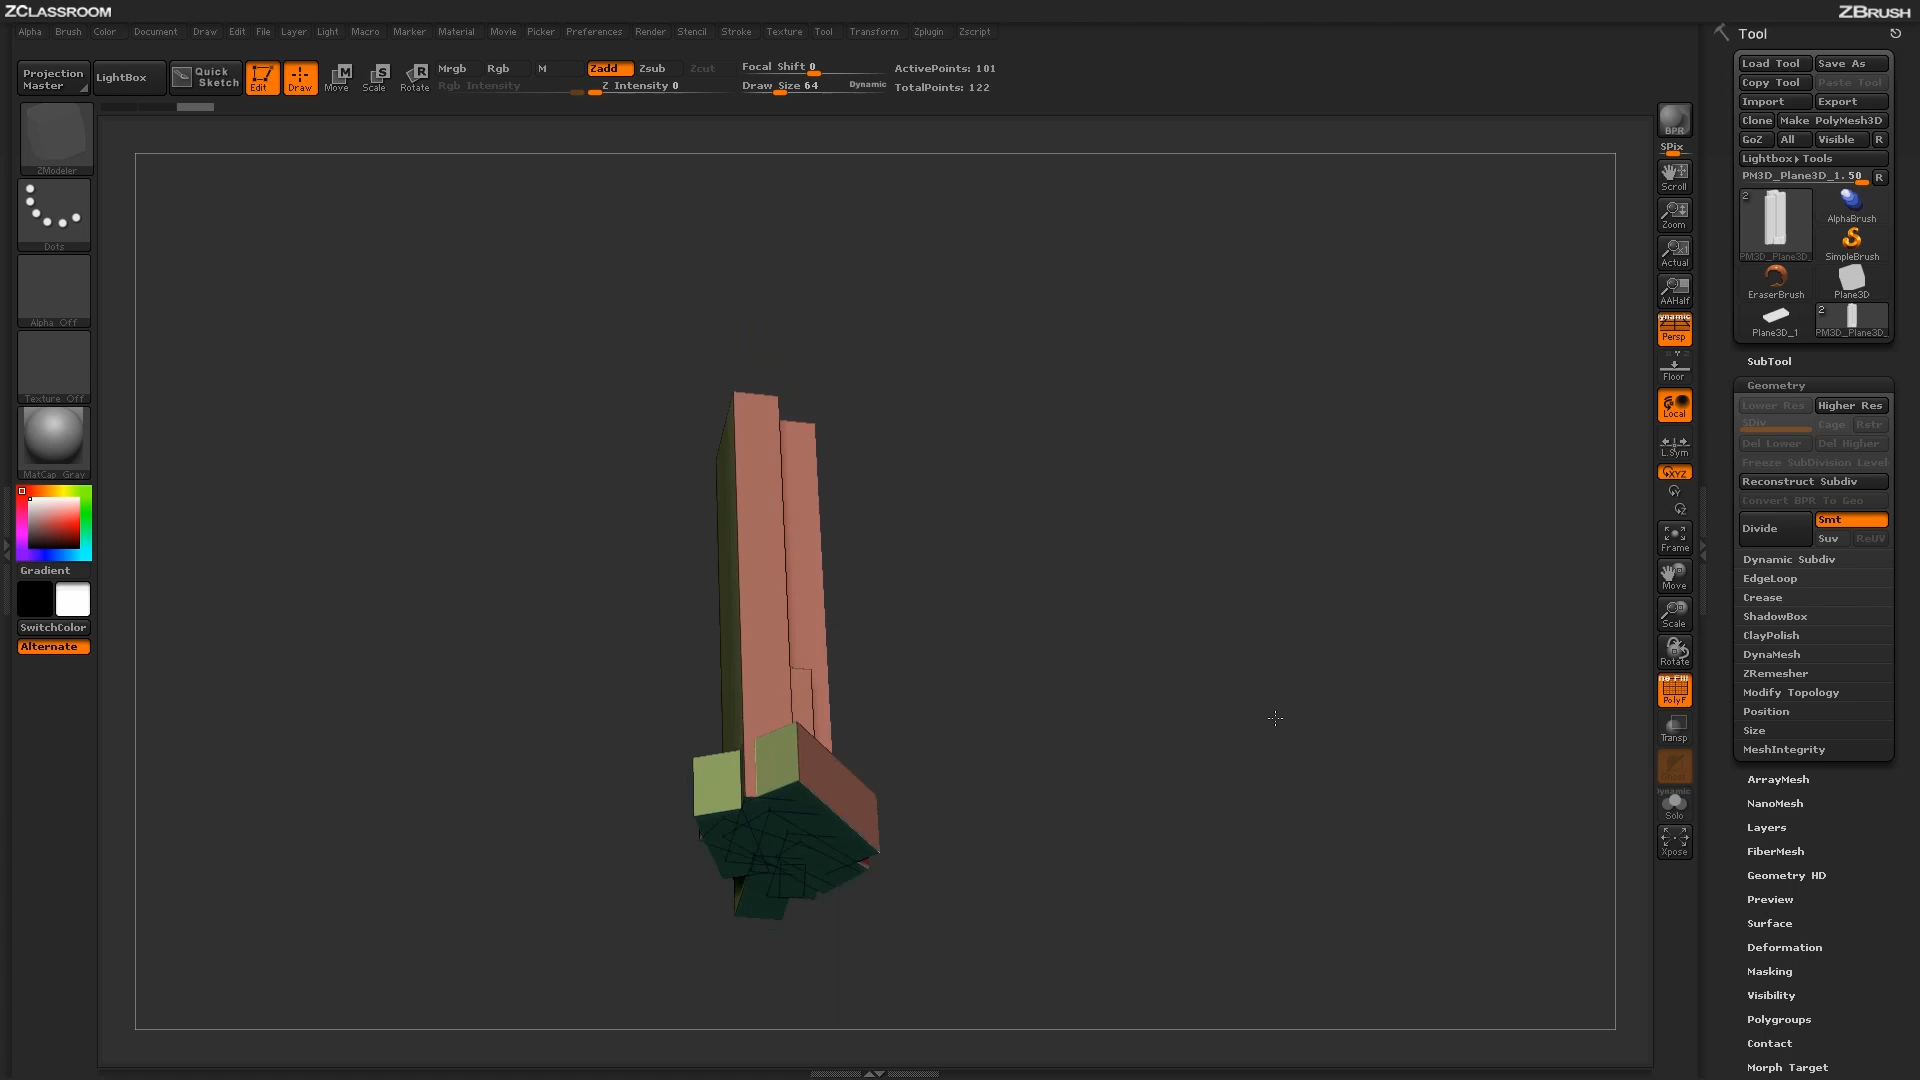 ZCLASSROOM
ZBRUSH
Alpha Brush Color Document Draw Edit File Layer Light Macro Marker Material Movie Picker Preferences Render Stencil Stroke Texture Tool Transform Zplugin Zscript
Tool
Projection Master
LightBox
Quick Sketch
Edit
Draw
Move
Scale
Rotate
Mrgb Rgb M
Rgb Intensity
Zadd Zsub Zcut
Z Intensity 0
Focal Shift 0
Draw Size 64
Dynamic
ActivePoints: 101
TotalPoints: 122
ZModeler
Dots
Alpha Off
Texture Off
MatCap Gray
Gradient
SwitchColor
Alternate
BPR
SPix
Scroll
Zoom
Actual
AAHalf
Persp
Floor
Local
L.Sym
XYZ
Frame
Move
Scale
Rotate
PolyF
Transp
Solo
Xpose
Load Tool Save As
Copy Tool Paste Tool
Import Export
Clone Make PolyMesh3D
GoZ All Visible R
Lightbox▸Tools
PM3D_Plane3D_1. 50 R
2
PM3D_Plane3D_
AlphaBrush
SimpleBrush
EraserBrush
Plane3D
Plane3D_1
2
PM3D_Plane3D_
SubTool
Geometry
Lower Res Higher Res
SDiv Cage Rstr
Del Lower Del Higher
Freeze SubDivision Level
Reconstruct Subdiv
Convert BPR To Geo
Divide
Smt
Suv ReUV
Dynamic Subdiv
EdgeLoop
Crease
ShadowBox
ClayPolish
DynaMesh
ZRemesher
Modify Topology
Position
Size
MeshIntegrity
ArrayMesh
NanoMesh
Layers
FiberMesh
Geometry HD
Preview
Surface
Deformation
Masking
Visibility
Polygroups
Contact
Morph Target